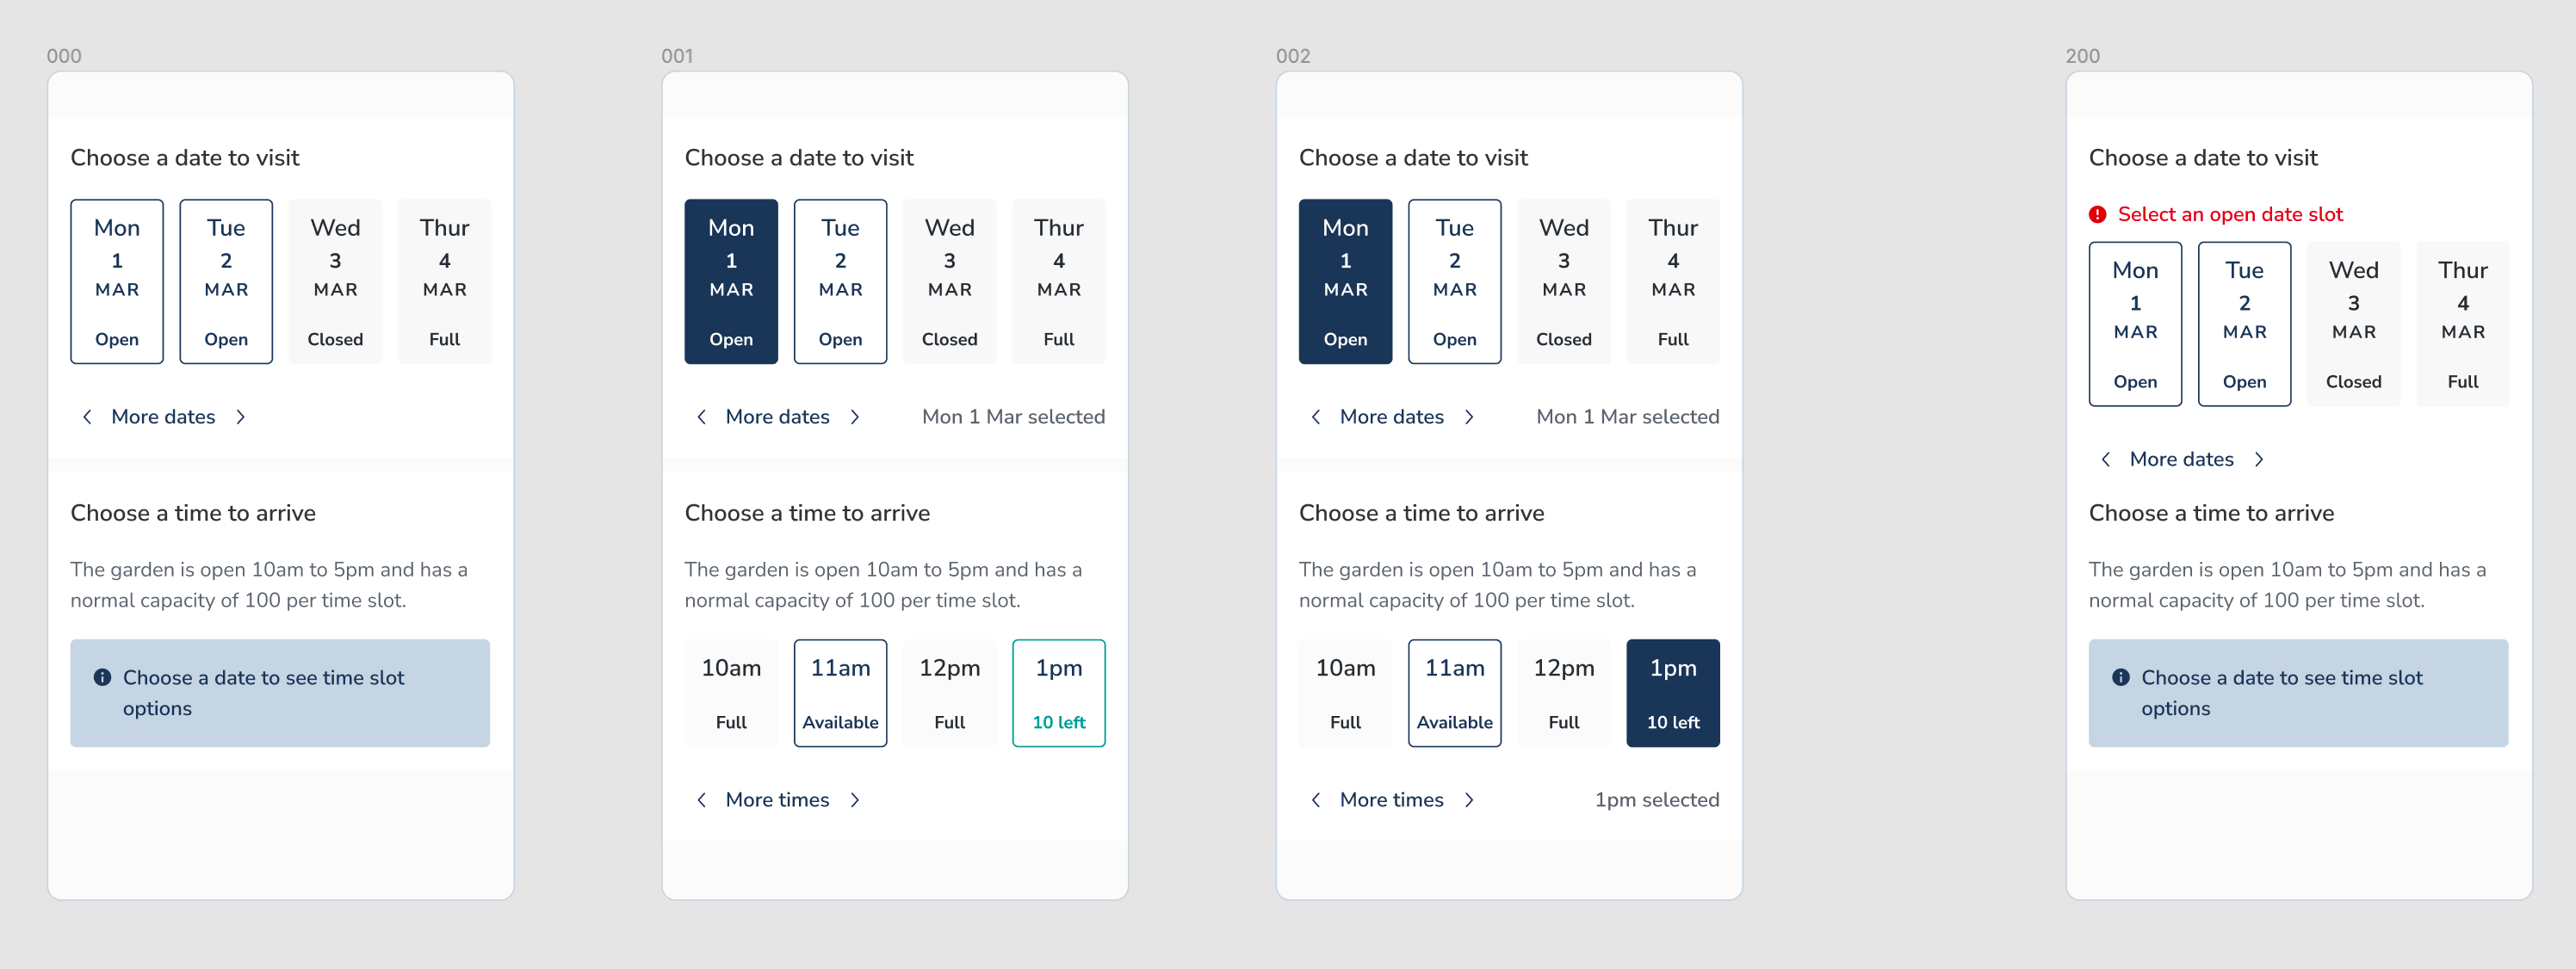 000
Choose a date to visit
Mon Tue Wed Thur
1 2 3 4
MAR MAR MAR MAR
Open Open Closed Full
More dates
Choose a time to arrive
The garden is open 10am to 5pm and has a
normal capacity of 100 per time slot.
Choose a date to see time slot
options
001
Choose a date to visit
Mon Tue Wed Thur
1 2 3 4
MAR MAR MAR MAR
Open Open Closed Full
More dates Mon 1 Mar selected
Choose a time to arrive
The garden is open 10am to 5pm and has a
normal capacity of 100 per time slot.
10am 11am 12pm 1pm
Full Available Full 10 left
More times
002
Choose a date to visit
Mon Tue Wed Thur
1 2 3 4
MAR MAR MAR MAR
Open Open Closed Full
More dates Mon 1 Mar selected
Choose a time to arrive
The garden is open 10am to 5pm and has a
normal capacity of 100 per time slot.
10am 11am 12pm 1pm
Full Available Full 10 left
More times 1pm selected
200
Choose a date to visit
Select an open date slot
Mon Tue Wed Thur
1 2 3 4
MAR MAR MAR MAR
Open Open Closed Full
More dates
Choose a time to arrive
The garden is open 10am to 5pm and has a
normal capacity of 100 per time slot.
Choose a date to see time slot
options